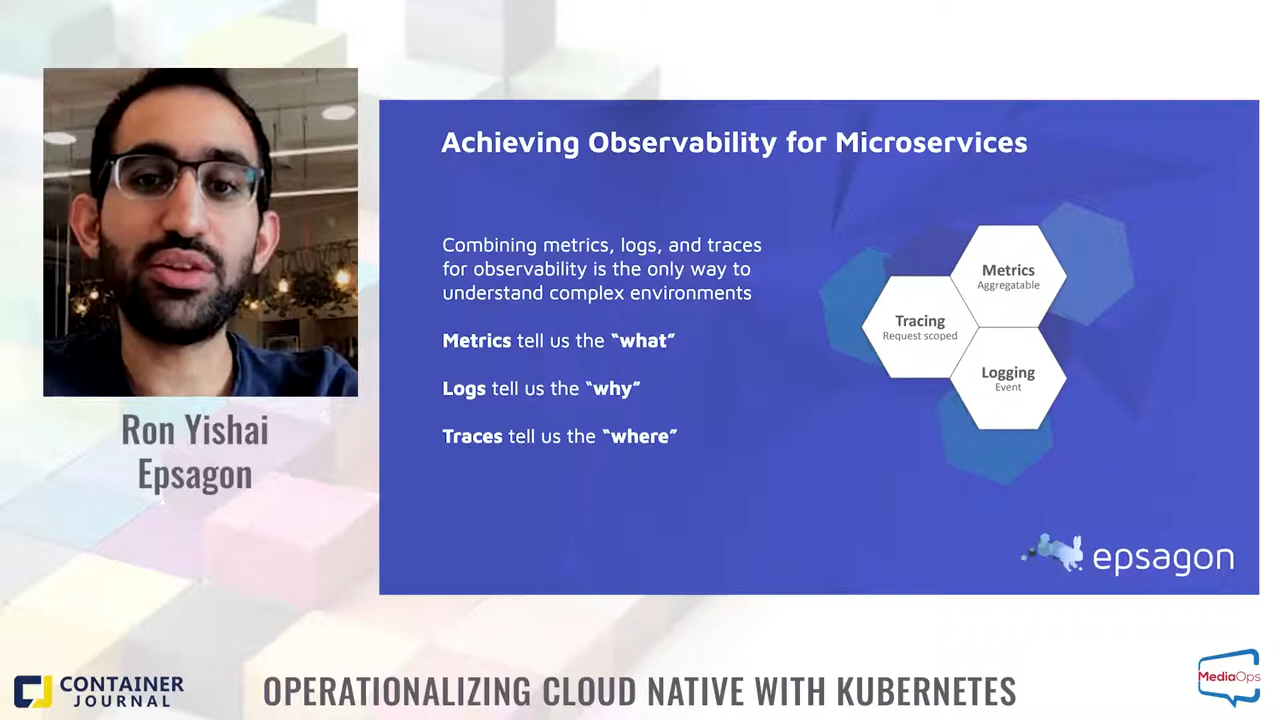 Achieving Observability for Microservices
Combining metrics, logs, and traces
for observability is the only way to
understand complex environments
Metrics tell us the “what”
Logs tell us the “why”
Traces tell us the “where”
Metrics
Aggregatable
Tracing
Request scoped
Logging
Event
epsagon
Ron Yishai
Epsagon
CONTAINER
JOURNAL
OPERATIONALIZING CLOUD NATIVE WITH KUBERNETES
MediaOps